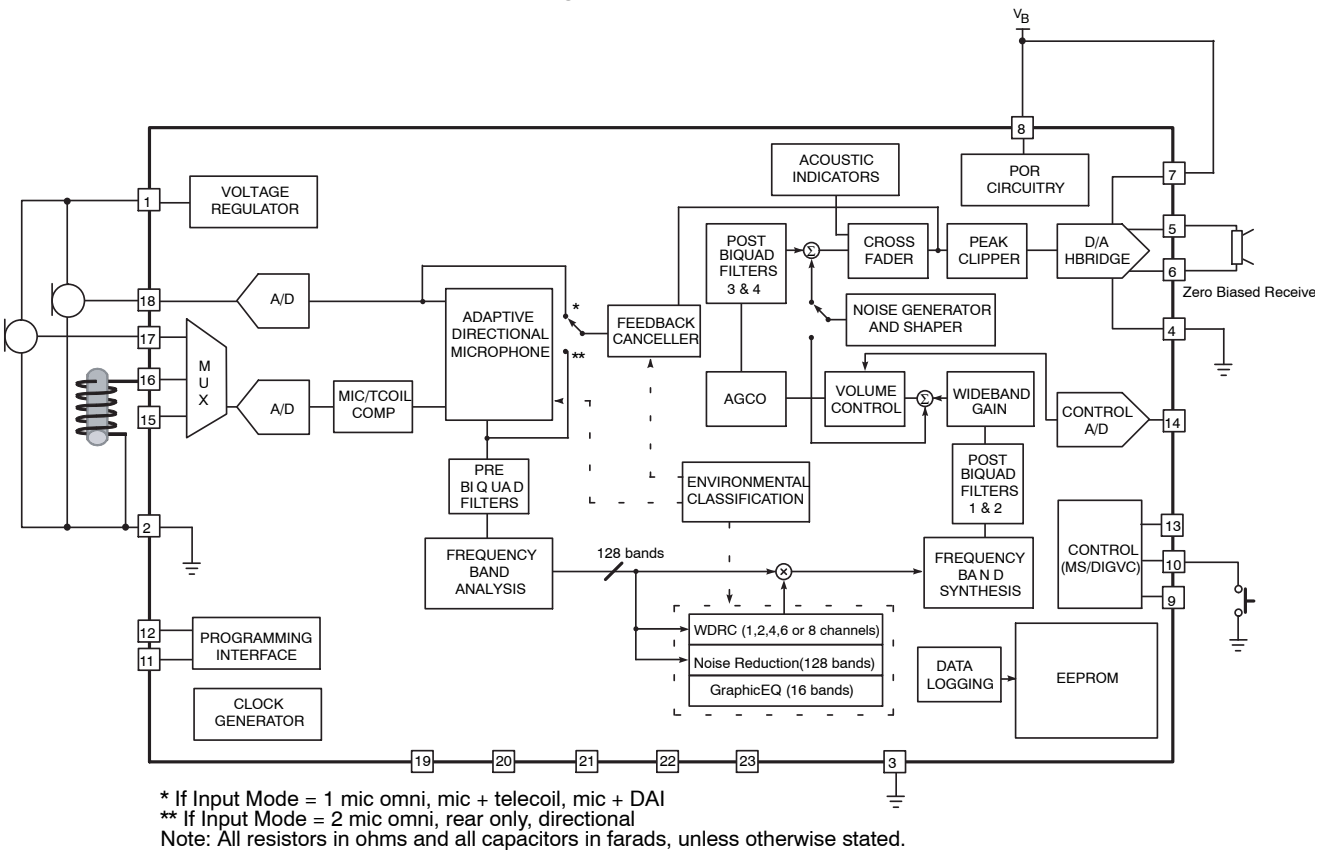 VB
8
ACOUSTIC
INDICATORS
POR
CIRCUITRY
7
VOLTAGE
REGULATOR
1
5
POST
BIQUAD
FILTERS
3 & 4
Σ
CROSS
FADER
PEAK
CLIPPER
D/A
HBRIDGE
6
Zero Biased Receive
18
A/D
ADAPTIVE
DIRECTIONAL
MICROPHONE
*
FEEDBACK
CANCELLER
NOISE GENERATOR
AND SHAPER
4
17
**
MUX
16
15
A/D
MIC/TCOIL
COMP
AGCO
VOLUME
CONTROL
Σ
WIDEBAND
GAIN
CONTROL
A/D
14
PRE
BI Q UA D
FILTERS
ENVIRONMENTAL
CLASSIFICATION
POST
BIQUAD
FILTERS
1 & 2
2
13
CONTROL
(MS/DIGVC)
10
9
FREQUENCY
BAND
ANALYSIS
128 bands
×
FREQUENCY
BA N D
SYNTHESIS
12
11
PROGRAMMING
INTERFACE
WDRC (1,2,4,6 or 8 channels)
Noise Reduction(128 bands)
GraphicEQ (16 bands)
DATA
LOGGING
EEPROM
CLOCK
GENERATOR
19
20
21
22
23
3
* If Input Mode = 1 mic omni, mic + telecoil, mic + DAI
** If Input Mode = 2 mic omni, rear only, directional
Note: All resistors in ohms and all capacitors in farads, unless otherwise stated.